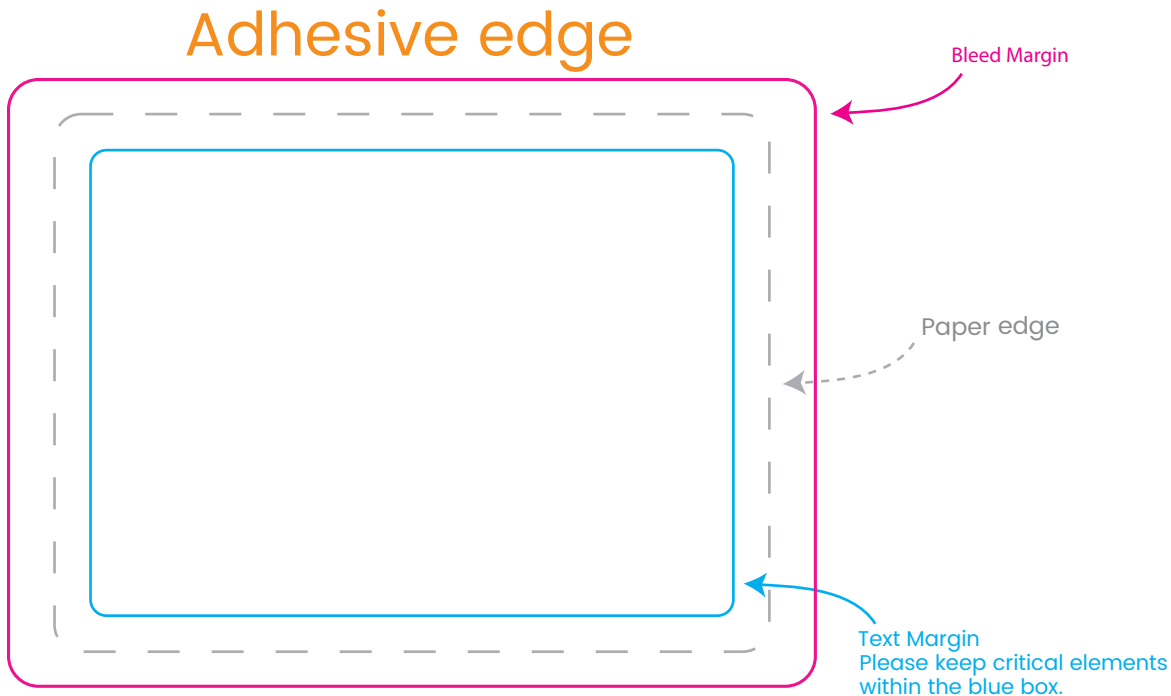 Adhesive edge
Bleed Margin
Paper edge
Text Margin
Please keep critical elements
within the blue box.